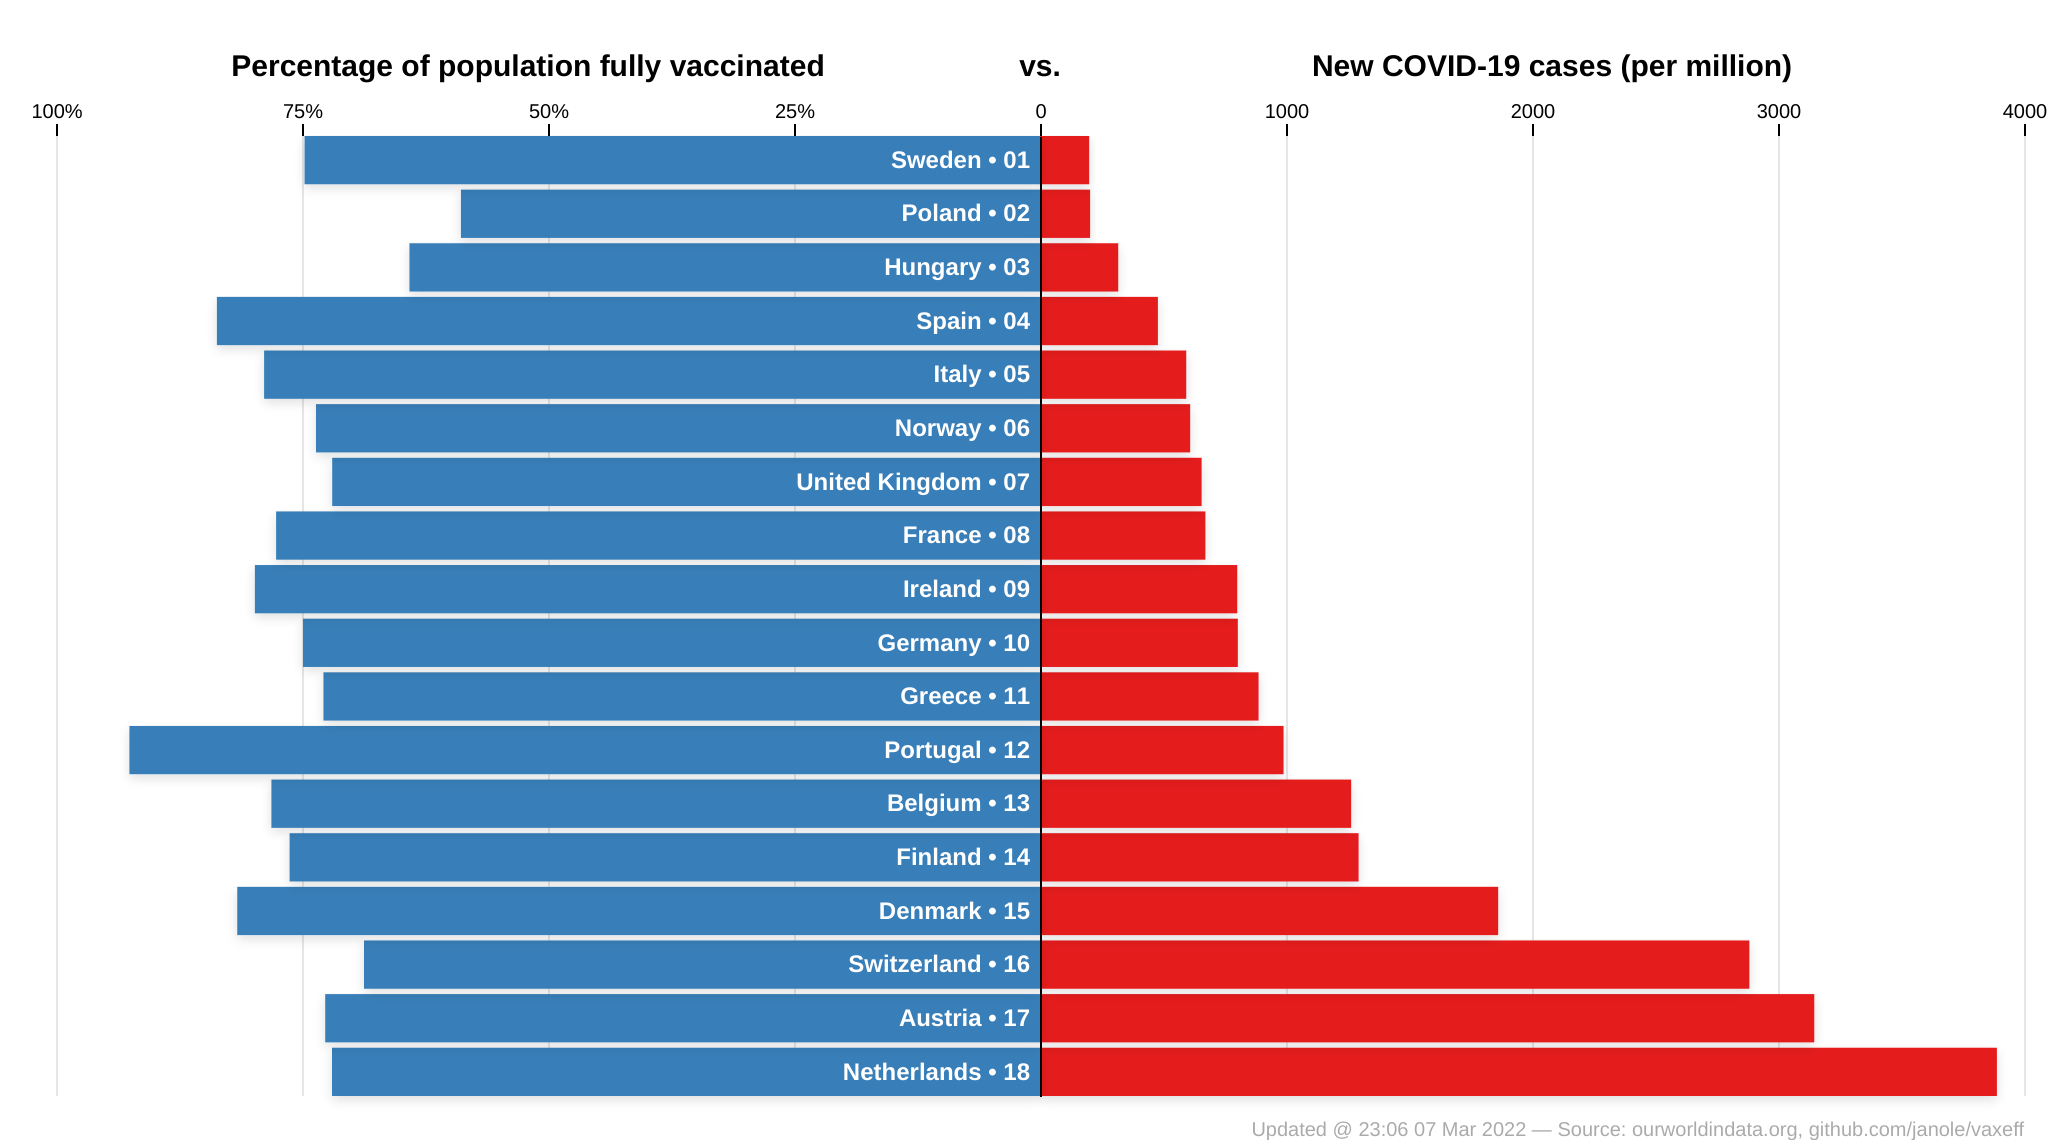 Percentage of population fully vaccinated vs. New COVID-19 cases (per million)
100% 75% 50% 25% 0 1000 2000 3000 4000
Sweden • 01
Poland • 02
Hungary • 03
Spain • 04
Italy • 05
Norway • 06
United Kingdom • 07
France • 08
Ireland • 09
Germany • 10
Greece • 11
Portugal • 12
Belgium • 13
Finland • 14
Denmark • 15
Switzerland • 16
Austria • 17
Netherlands • 18
Updated @ 23:06 07 Mar 2022 — Source: ourworldindata.org, github.com/janole/vaxeff